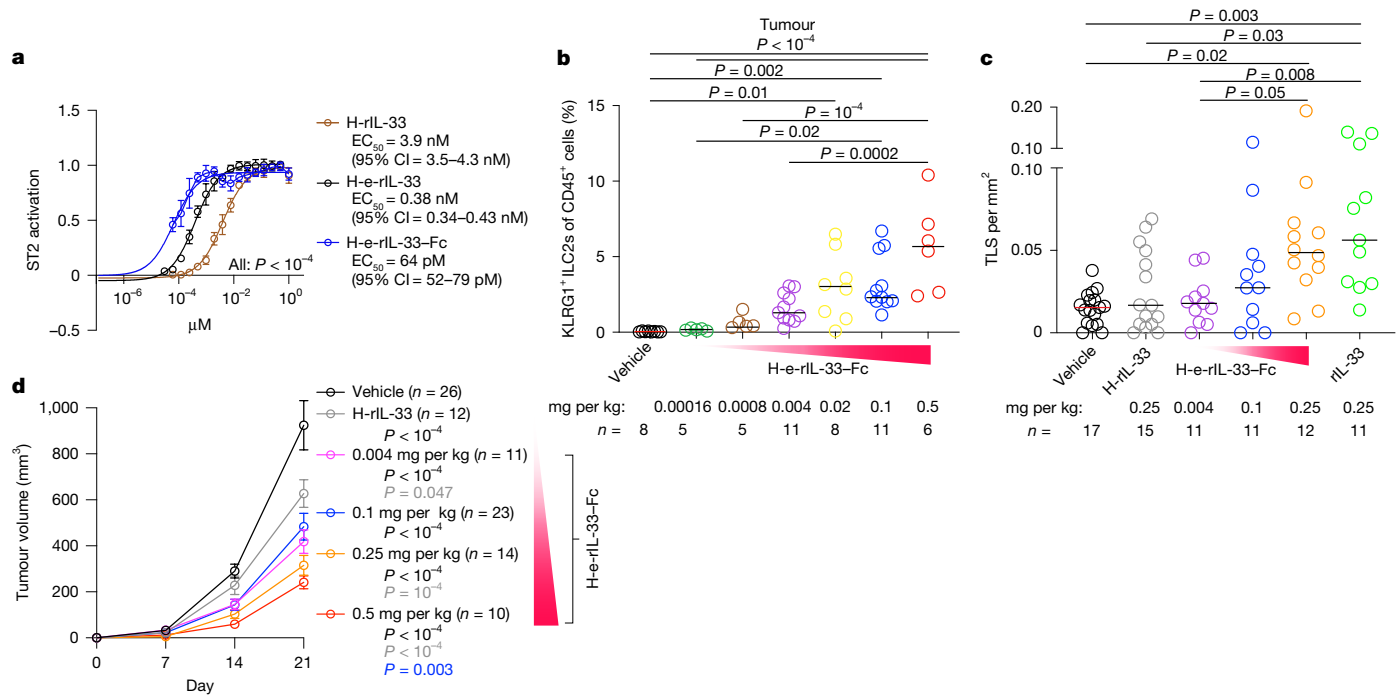 a
1.5
1.0
0.5
0
−0.5
ST2 activation
10−6
10−4
10−2
100
μM
All: P < 10−4
H-rIL-33
EC50 = 3.9 nM
(95% CI = 3.5–4.3 nM)
H-e-rIL-33
EC50 = 0.38 nM
(95% CI = 0.34–0.43 nM)
H-e-rIL-33–Fc
EC50 = 64 pM
(95% CI = 52–79 pM)
b
Tumour
P < 10−4
P = 0.002
P = 0.01
P = 10−4
P = 0.02
P = 0.0002
15
10
5
0
KLRG1+ ILC2s of CD45+ cells (%)
Vehicle
H-e-rIL-33–Fc
mg per kg: 0.00016 0.0008 0.004 0.02 0.1 0.5
n = 8 5 5 11 8 11 6
c
P = 0.003
P = 0.03
P = 0.02
P = 0.008
P = 0.05
0.20
0.10
0.10
0.05
0
TLS per mm2
Vehicle
H-rIL-33
H-e-rIL-33–Fc
rIL-33
mg per kg: 0.25 0.004 0.1 0.25 0.25
n = 17 15 11 11 12 11
d
1,000
800
600
400
200
0
Tumour volume (mm3)
0
7
14
21
Day
Vehicle (n = 26)
H-rIL-33 (n = 12)
P < 10−4
0.004 mg per kg (n = 11)
P < 10−4
P = 0.047
0.1 mg per kg (n = 23)
P < 10−4
0.25 mg per kg (n = 14)
P < 10−4
P = 10−4
0.5 mg per kg (n = 10)
P < 10−4
P < 10−4
P = 0.003
H-e-rIL-33–Fc